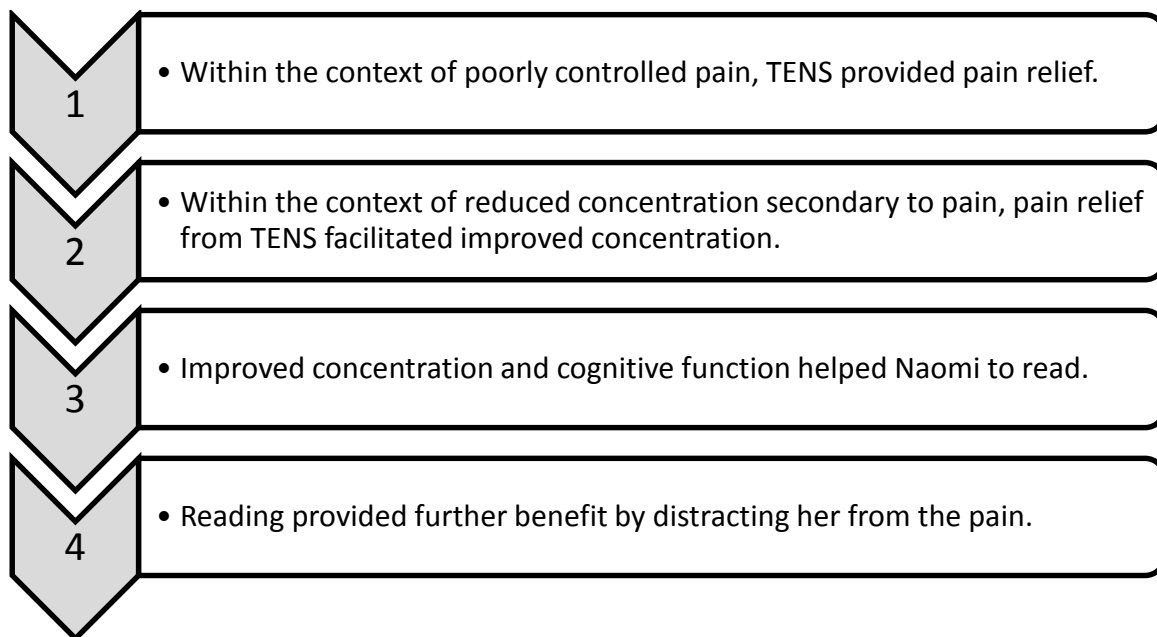 1
• Within the context of poorly controlled pain, TENS provided pain relief.
2
• Within the context of reduced concentration secondary to pain, pain relief
from TENS facilitated improved concentration.
3
• Improved concentration and cognitive function helped Naomi to read.
4
• Reading provided further benefit by distracting her from the pain.